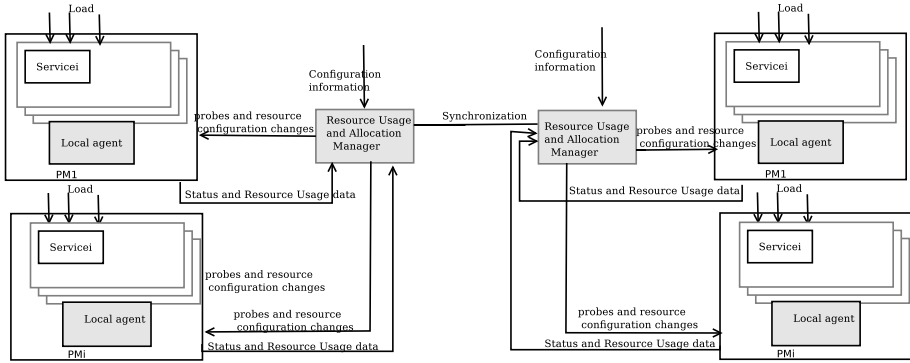 Load
Servicei
Local agent
PM1
Configuration
information
probes and resource
configuration changes
Resource Usage
and Allocation
Manager
Status and Resource Usage data
Load
Servicei
Local agent
PMi
probes and resource
configuration changes
probes and resource
configuration changes
Status and Resource Usage data
Synchronization
Configuration
information
Resource Usage
and Allocation
Manager
probes and resource
configuration changes
Status and Resource Usage data
Load
Servicei
Local agent
PM1
Load
Servicei
Local agent
PMi
probes and resource
configuration changes
Status and Resource Usage data